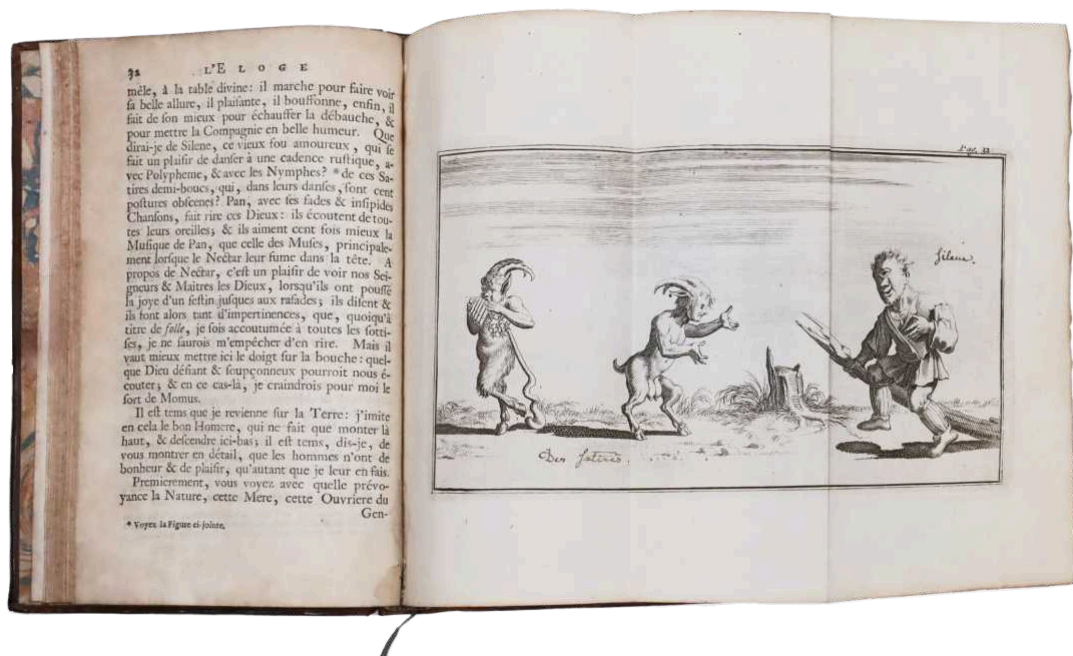 32 L'ELOGE
mêle, à la table divine: il marche pour faire voir
ſa belle allure, il plaiſante, il bouffonne, enfin, il
fait de ſon mieux pour échauffer la débauche, &
pour mettre la Compagnie en belle humeur. Que
dirai-je de Silene, ce vieux fou amoureux, qui ſe
fait un plaiſir de danſer à une cadence ruſtique, a-
vec Polypheme, & avec les Nymphes? * de ces Sa-
tires demi-boucs, qui, dans leurs danſes, font cent
poſtures obſcenes? Pan, avec ſes fades & inſipides
Chanſons, fait rire ces Dieux: ils écoutent de tou-
tes leurs oreilles; & ils aiment cent fois mieux la
Muſique de Pan, que celle des Muſes, principale-
ment lorſque le Nectar leur fume dans la tête. A
propos de Nectar, c'eſt un plaiſir de voir nos Sei-
gneurs & Maitres les Dieux, lorſqu'ils ont pouſſé
la joye d'un feſtin juſques aux raſades; ils diſent &
ils font alors tant d'impertinences, que, quoiqu'à
titre de folle, je ſois accoutumée à toutes les ſotti-
ſes, je ne ſaurois m'empêcher d'en rire. Mais il
vaut mieux mettre ici le doigt ſur la bouche: quel-
que Dieu défiant & ſoupçonneux pourroit nous é-
couter; & en ce cas-là, je craindrois pour moi le
ſort de Momus.
Il eſt tems que je revienne ſur la Terre: j'imite
en cela le bon Homere, qui ne fait que monter là
haut, & deſcendre ici-bas; il eſt tems, dis-je, de
vous montrer en détail, que les hommes n'ont de
bonheur & de plaiſir, qu'autant que je leur en fais.
Premierement, vous voyez avec quelle prévo-
yance la Nature, cette Mere, cette Ouvriere du
Gen-
* Voyez la Figure ci-jointe.
Pag. 32
Silene.
Des Satires.